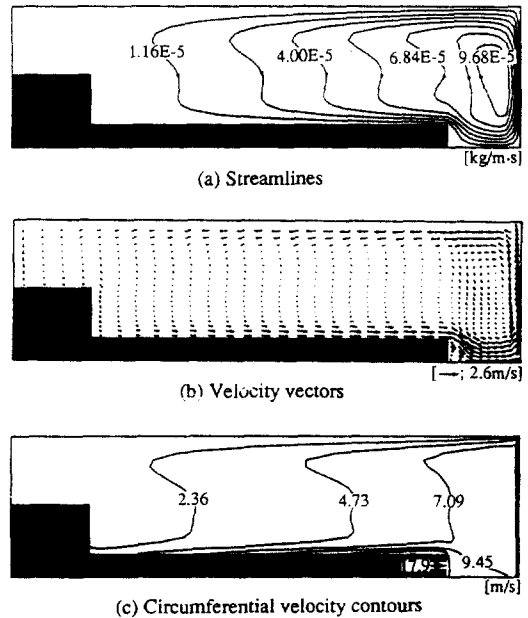 1.16E-5 4.00E-5 6.84E-5 9.68E-5
[kg/m·s]
(a) Streamlines
[→; 2.6m/s]
(b) Velocity vectors
2.36 4.73 7.09
9.45
[m/s]
(c) Circumferential velocity contours